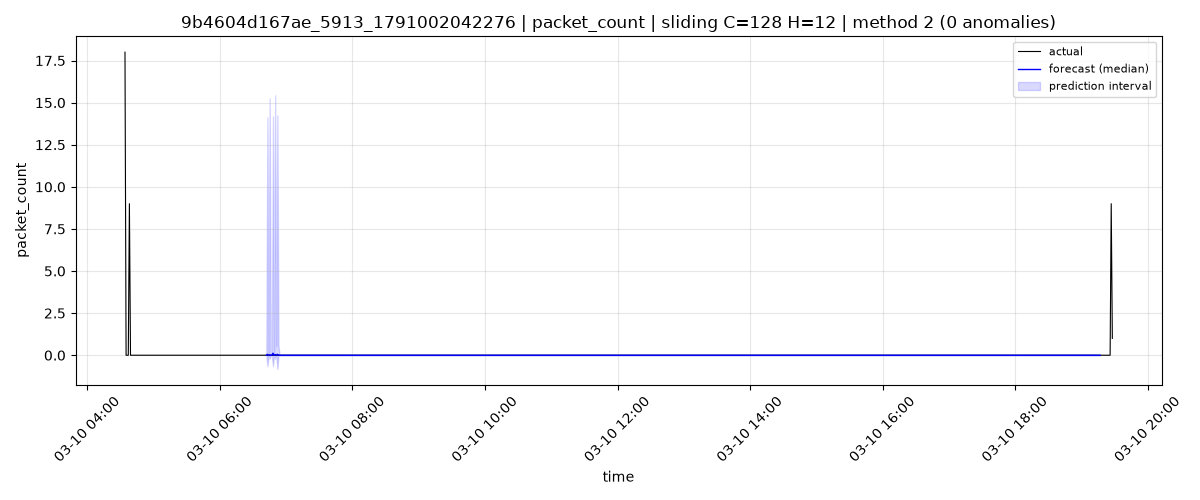 9b4604d167ae_5913_1791002042276 | packet_count | sliding C=128 H=12 | method 2 (0 anomalies)
actual
forecast (median)
prediction interval
packet_count
17.5
15.0
12.5
10.0
7.5
5.0
2.5
0.0
03-10 04:00
03-10 06:00
03-10 08:00
03-10 10:00
03-10 12:00
03-10 14:00
03-10 16:00
03-10 18:00
03-10 20:00
time